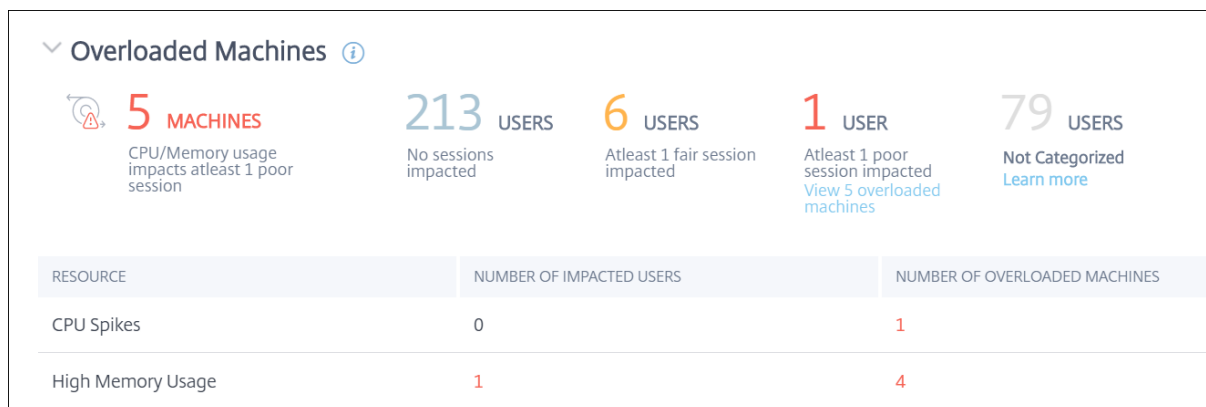 Overloaded Machines
5 MACHINES
CPU/Memory usage
impacts atleast 1 poor
session
213 USERS
No sessions
impacted
6 USERS
Atleast 1 fair session
impacted
1 USER
Atleast 1 poor
session impacted
View 5 overloaded
machines
79 USERS
Not Categorized
Learn more
RESOURCE NUMBER OF IMPACTED USERS NUMBER OF OVERLOADED MACHINES
CPU Spikes 0 1
High Memory Usage 1 4